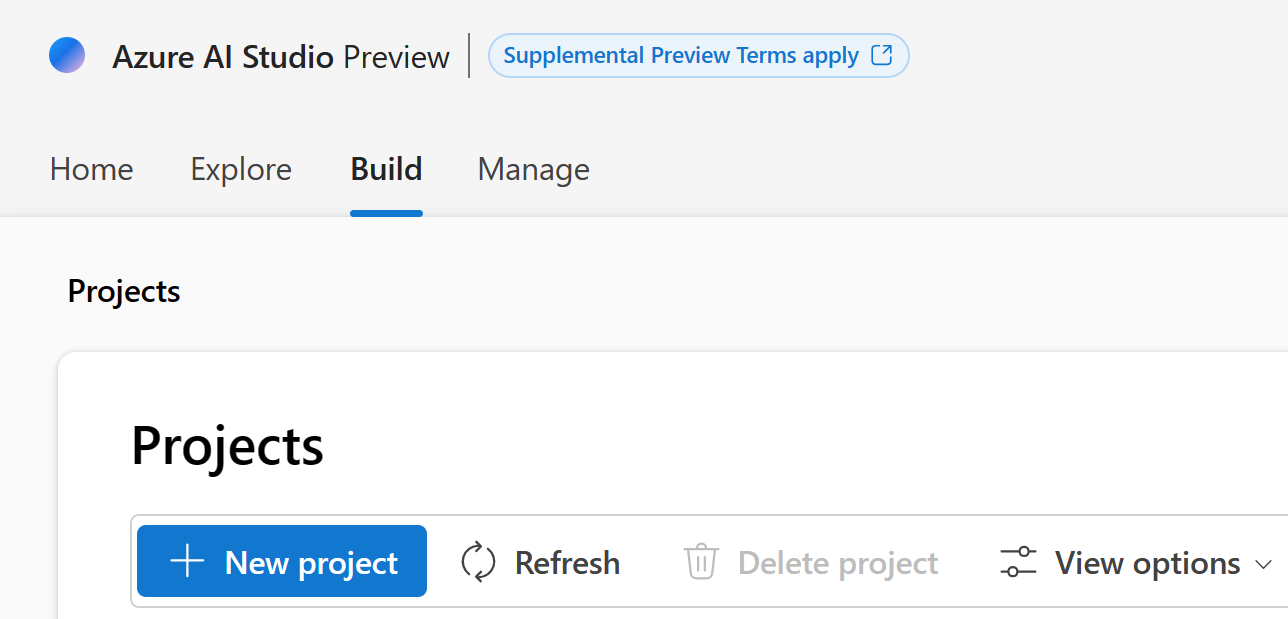 Azure AI Studio Preview Supplemental Preview Terms apply
Home Explore Build Manage
Projects
Projects
New project Refresh Delete project View options